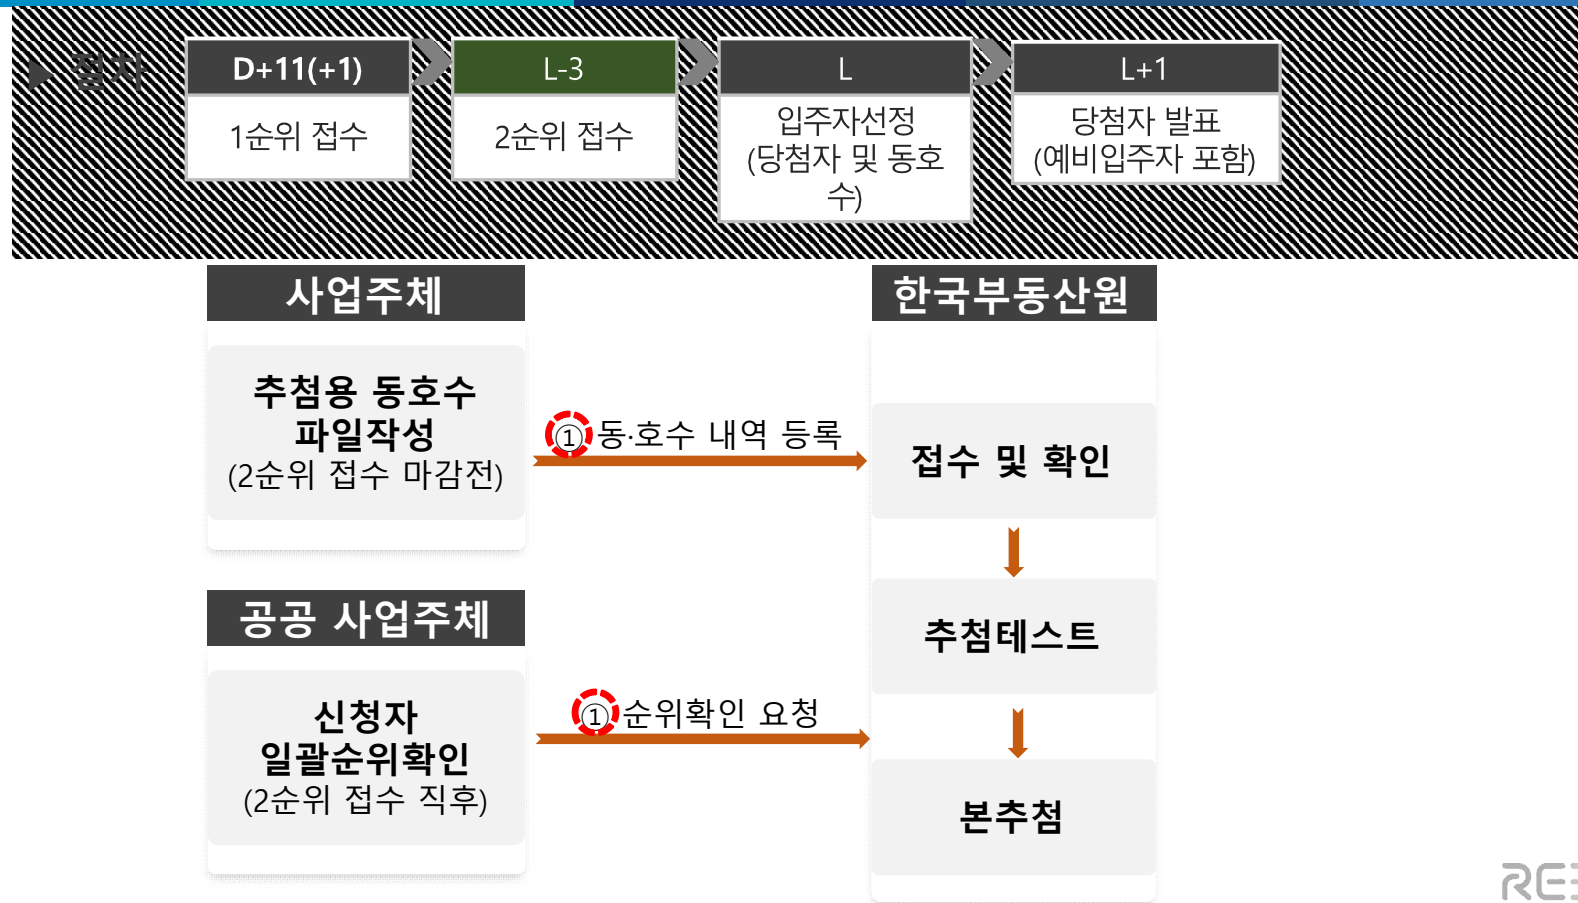 ▶ 절차
D+11(+1)
1순위 접수
L-3
2순위 접수
L
입주자선정
(당첨자 및 동호
수)
L+1
당첨자 발표
(예비입주자 포함)
사업주체
추첨용 동호수
파일작성
(2순위 접수 마감전)
① 동·호수 내역 등록
한국부동산원
접수 및 확인
추첨테스트
본추첨
공공 사업주체
신청자
일괄순위확인
(2순위 접수 직후)
① 순위확인 요청